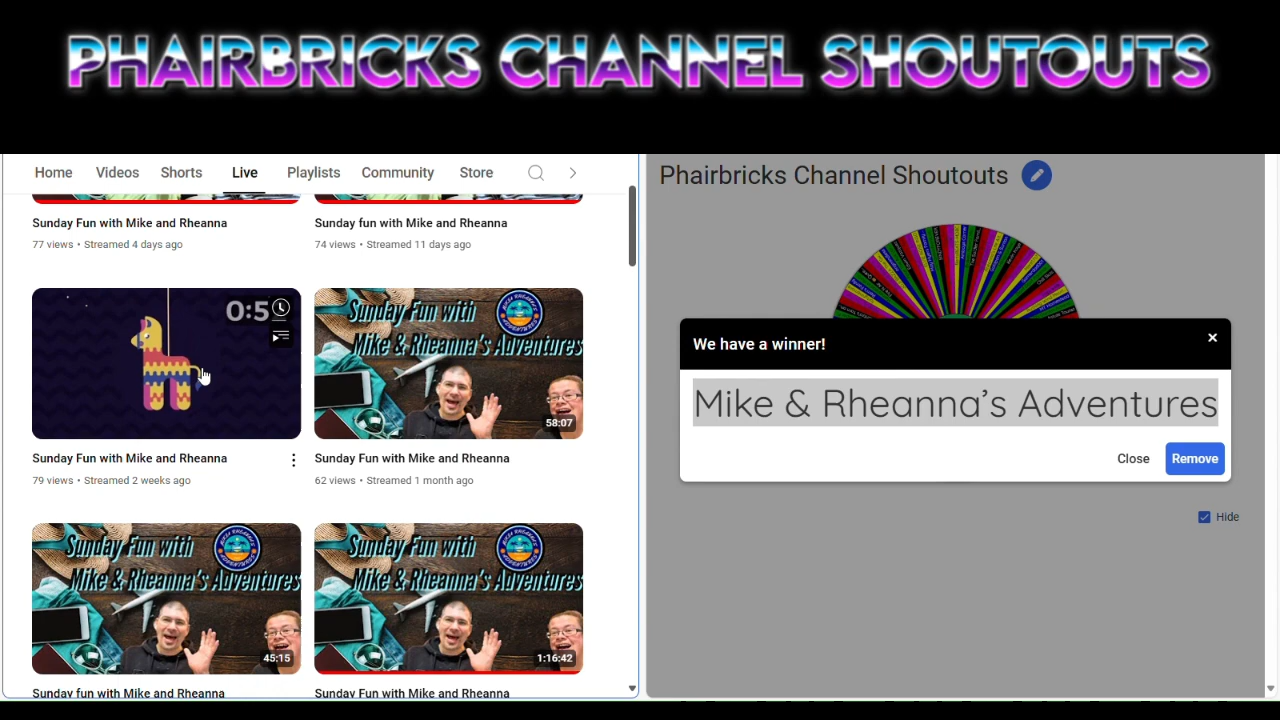 PHAIRBRICKS CHANNEL SHOUTOUTS
Home Videos Shorts Live Playlists Community Store
Sunday Fun with Mike and Rheanna
77 views • Streamed 4 days ago
Sunday fun with Mike and Rheanna
74 views • Streamed 11 days ago
0:5
Sunday Fun with Mike and Rheanna
79 views • Streamed 2 weeks ago
Sunday Fun with
Mike & Rheanna's Adventures
58:07
Sunday Fun with Mike and Rheanna
62 views • Streamed 1 month ago
Sunday Fun with
Mike & Rheanna's Adventures
45:15
Sunday fun with Mike and Rheanna
Sunday Fun with
Mike & Rheanna's Adventures
1:16:42
Sunday Fun with Mike and Rheanna
Phairbricks Channel Shoutouts
We have a winner!
×
Mike & Rheanna’s Adventures
Close Remove
Hide